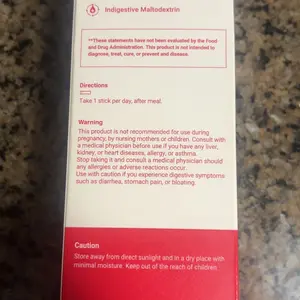 Indigestive Maltodextrin
**These statements have not been evaluated by the Food
and Drug Administration. This product is not intended to
diagnose, treat, cure, or prevent and disease.
Directions
Take 1 stick per day, after meal.
Warning
This product is not recommended for use during
pregnancy, by nursing mothers or children. Consult with
a medical physician before use if you have any liver,
kidney, or heart diseases, allergy, or asthma.
Stop taking it and consult a medical physician should
any allergies or adverse reactions occur.
Use with caution if you experience digestive symptoms
such as diarrhea, stomach pain, or bloating.
Caution
Store away from direct sunlight and in a dry place with
minimal moisture. Keep out of the reach of children